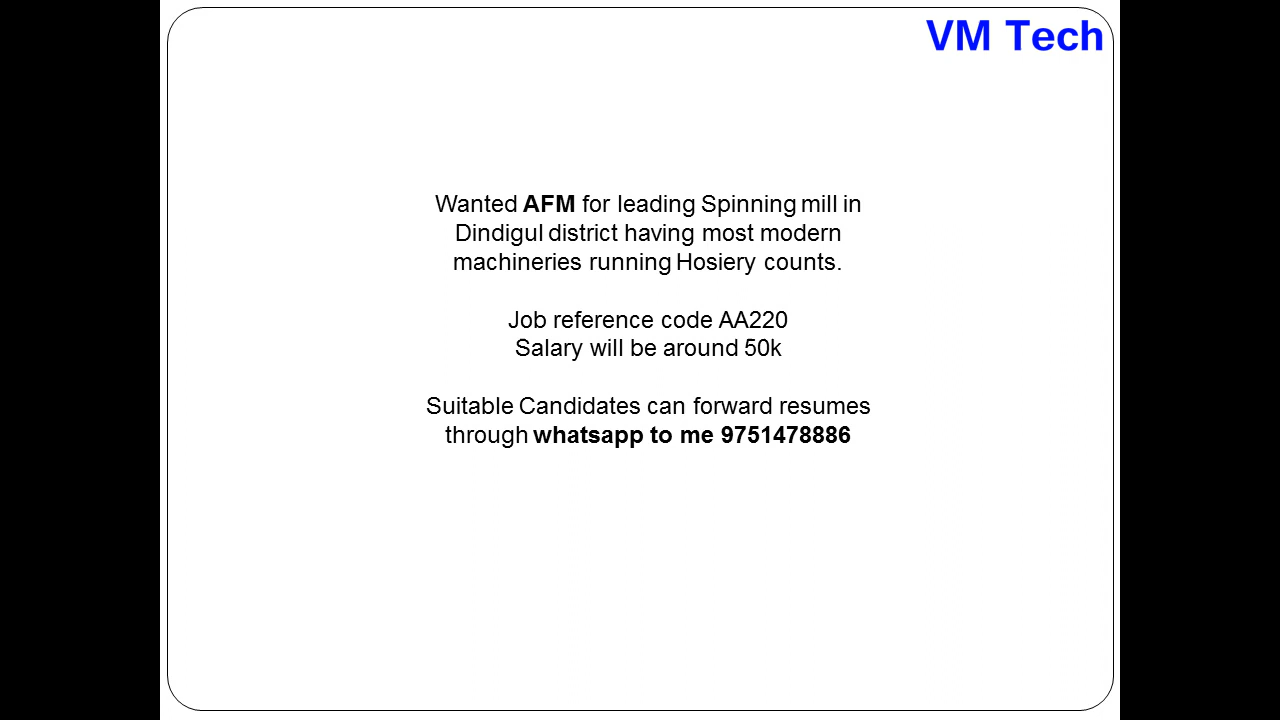 VM Tech
Wanted AFM for leading Spinning mill in
Dindigul district having most modern
machineries running Hosiery counts.
Job reference code AA220
Salary will be around 50k
Suitable Candidates can forward resumes
through whatsapp to me 9751478886